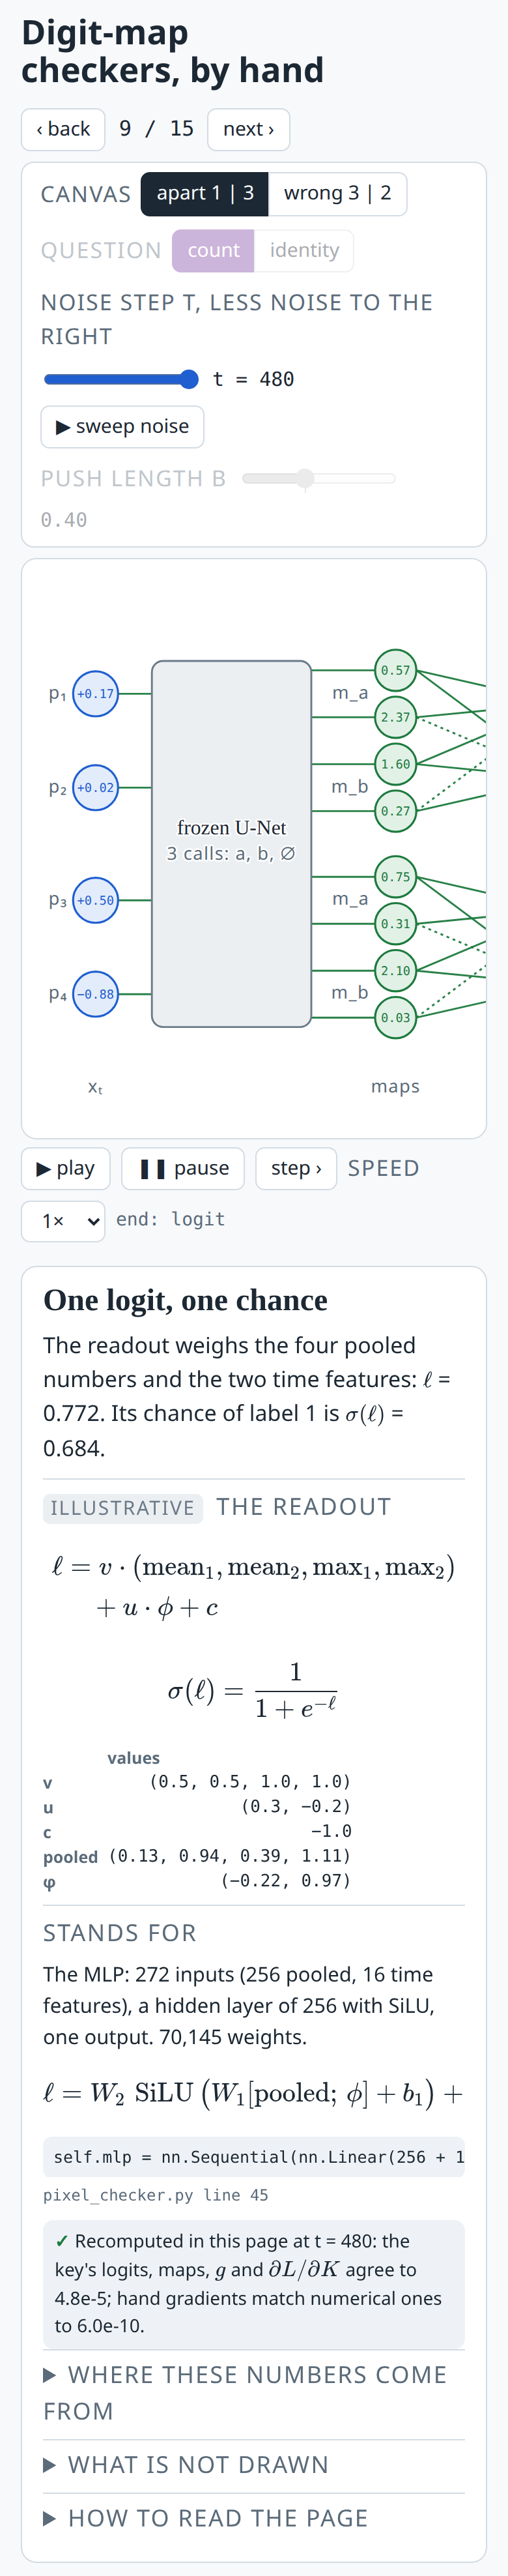 Digit-map
checkers, by hand
‹ back 9 / 15 next ›
CANVAS apart 1 | 3 wrong 3 | 2
QUESTION count identity
NOISE STEP T, LESS NOISE TO THE
RIGHT
t = 480
▶ sweep noise
PUSH LENGTH B
0.40
p₁ +0.17
p₂ +0.02
p₃ +0.50
p₄ −0.88
frozen U-Net
3 calls: a, b, ∅
m_a 0.57
2.37
m_b 1.60
0.27
m_a 0.75
0.31
m_b 2.10
0.03
xₜ maps
▶ play ❚❚ pause step › SPEED
1× end: logit
One logit, one chance
The readout weighs the four pooled
numbers and the two time features: ℓ =
0.772. Its chance of label 1 is σ(ℓ) =
0.684.
ILLUSTRATIVE THE READOUT
ℓ = v · (mean₁, mean₂, max₁, max₂)
+ u · ϕ + c
σ(ℓ) = 1 / (1 + e^{−ℓ})
values
v (0.5, 0.5, 1.0, 1.0)
u (0.3, −0.2)
c −1.0
pooled (0.13, 0.94, 0.39, 1.11)
φ (−0.22, 0.97)
STANDS FOR
The MLP: 272 inputs (256 pooled, 16 time
features), a hidden layer of 256 with SiLU,
one output. 70,145 weights.
ℓ = W₂ SiLU (W₁[pooled; ϕ] + b₁) +
self.mlp = nn.Sequential(nn.Linear(256 + 1
pixel_checker.py line 45
✓ Recomputed in this page at t = 480: the
key's logits, maps, g and ∂L/∂K agree to
4.8e-5; hand gradients match numerical ones
to 6.0e-10.
▶ WHERE THESE NUMBERS COME
FROM
▶ WHAT IS NOT DRAWN
▶ HOW TO READ THE PAGE